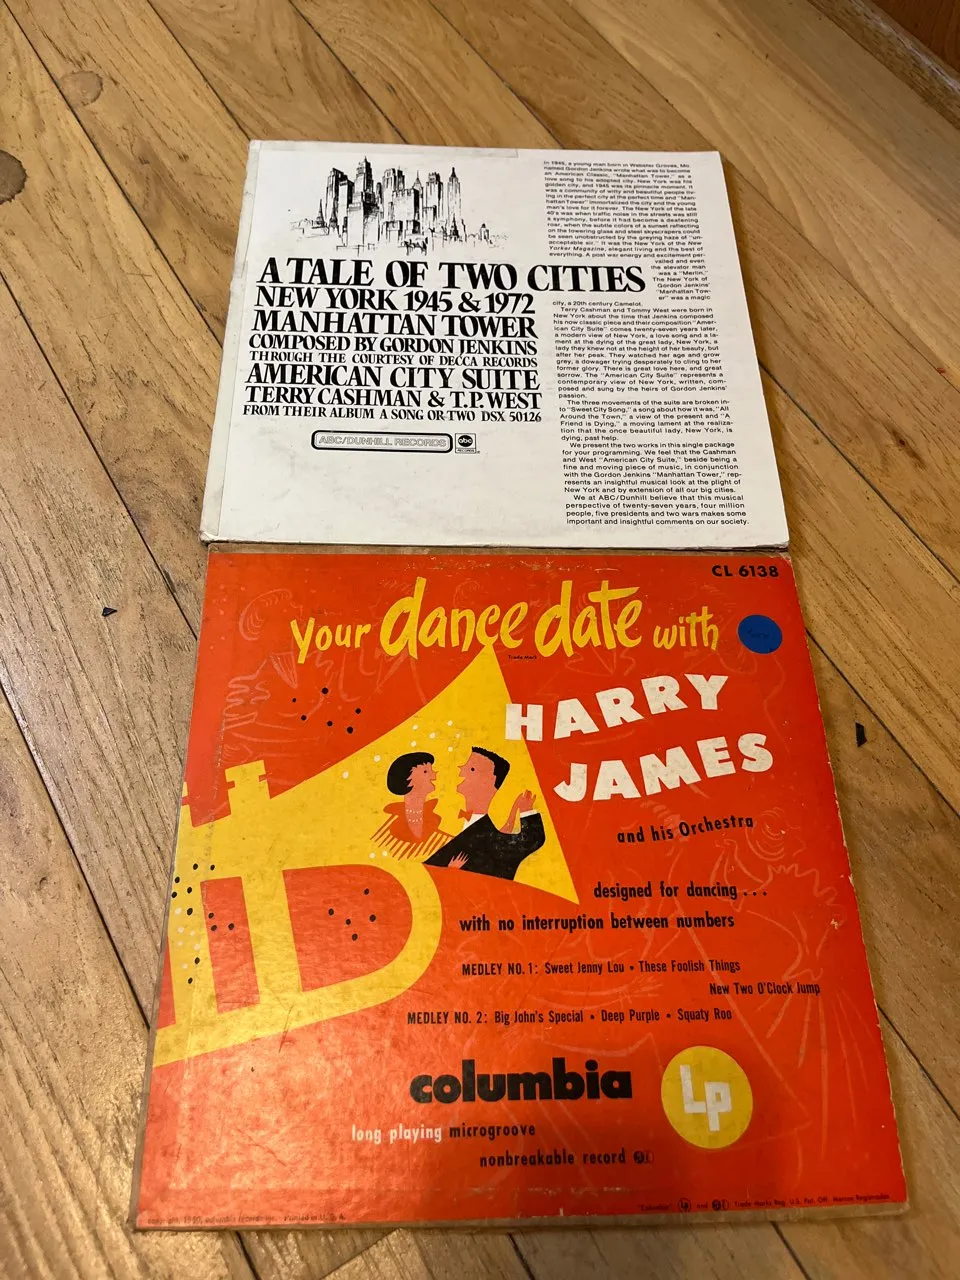 A TALE OF TWO CITIES
NEW YORK 1945 & 1972
MANHATTAN TOWER
COMPOSED BY GORDON JENKINS
THROUGH THE COURTESY OF DECCA RECORDS
AMERICAN CITY SUITE
TERRY CASHMAN & T.P. WEST
FROM THEIR ALBUM A SONG OR TWO DSX 50126
ABC/DUNHILL RECORDS
abc
RECORDS
In 1945, a young man born in Webster Groves, Mo.
named Gordon Jenkins wrote what was to become
an American Classic, "Manhattan Tower," as a
love song to his adopted city. New York was his
golden city, and 1945 was its pinnacle moment. It
was a community of witty and beautiful people liv-
ing in the perfect city at the perfect time and "Man-
hattan Tower" immortalized the city and the young
man's love for it forever. The New York of the late
40's was when traffic noise in the streets was still
a symphony, before it had become a deafening
roar, when the subtle colors of a sunset reflecting
on the towering glass and steel skyscrapers could
be seen unobstructed by the greying haze of "un-
acceptable air." It was the New York of the New
Yorker Magazine, elegant living and the best of
everything. A post war energy and excitement per-
vailed and even
the elevator man
was a "Merlin."
The New York of
Gordon Jenkins'
"Manhattan Tow-
er" was a magic
city, a 20th century Camelot.
Terry Cashman and Tommy West were born in
New York about the time that Jenkins composed
his now classic piece and their composition "Amer-
ican City Suite" comes twenty-seven years later,
a modern view of New York, a love song and a la-
ment at the dying of the great lady, New York, a
lady they knew not at the height of her beauty, but
after her peak. They watched her age and grow
grey, a dowager trying desperately to cling to her
former glory. There is great love here, and great
sorrow. The "American City Suite" represents a
contemporary view of New York, written, com-
posed and sung by the heirs of Gordon Jenkins'
passion.
The three movements of the suite are broken in-
to "Sweet City Song," a song about how it was, "All
Around the Town," a view of the present and "A
Friend is Dying," a moving lament at the realiza-
tion that the once beautiful lady, New York, is
dying, past help.
We present the two works in this single package
for your programming. We feel that the Cashman
and West "American City Suite," beside being a
fine and moving piece of music, in conjunction
with the Gordon Jenkins "Manhattan Tower," rep-
resents an insightful musical look at the plight of
New York and by extension of all our big cities.
We at ABC/Dunhill believe that this musical
perspective of twenty-seven years, four million
people, five presidents and two wars makes some
important and insightful comments on our society.
CL 6138
Your dance date with
Trade Mark
HARRY
JAMES
and his Orchestra
designed for dancing...
with no interruption between numbers
MEDLEY NO. 1: Sweet Jenny Lou • These Foolish Things
New Two O'Clock Jump
MEDLEY NO. 2: Big John's Special • Deep Purple • Squaty Roo
columbia
Lp
long playing microgroove
nonbreakable record
copyright 1950, Columbia Records Inc. Printed in U.S.A.
"Columbia," Lp and Trade Marks Reg. U.S. Pat. Off. Marcas Registradas